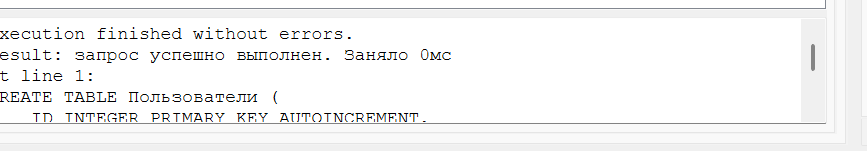 xecution finished without errors.
esult: запрос успешно выполнен. Заняло 0мс
t line 1:
REATE TABLE Пользователи (
ID INTEGER PRIMARY KEY AUTOINCREMENT,